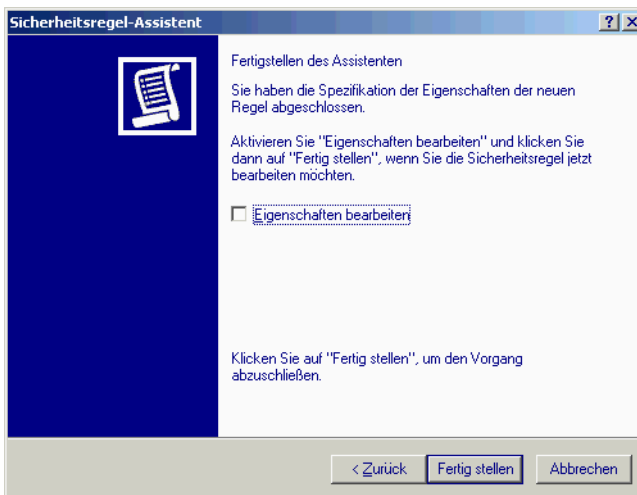 Sicherheitsregel-Assistent
Fertigstellen des Assistenten
Sie haben die Spezifikation der Eigenschaften der neuen
Regel abgeschlossen.
Aktivieren Sie "Eigenschaften bearbeiten" und klicken Sie
dann auf "Fertig stellen", wenn Sie die Sicherheitsregel jetzt
bearbeiten möchten.
Eigenschaften bearbeiten
Klicken Sie auf "Fertig stellen", um den Vorgang
abzuschließen.
< Zurück Fertig stellen Abbrechen